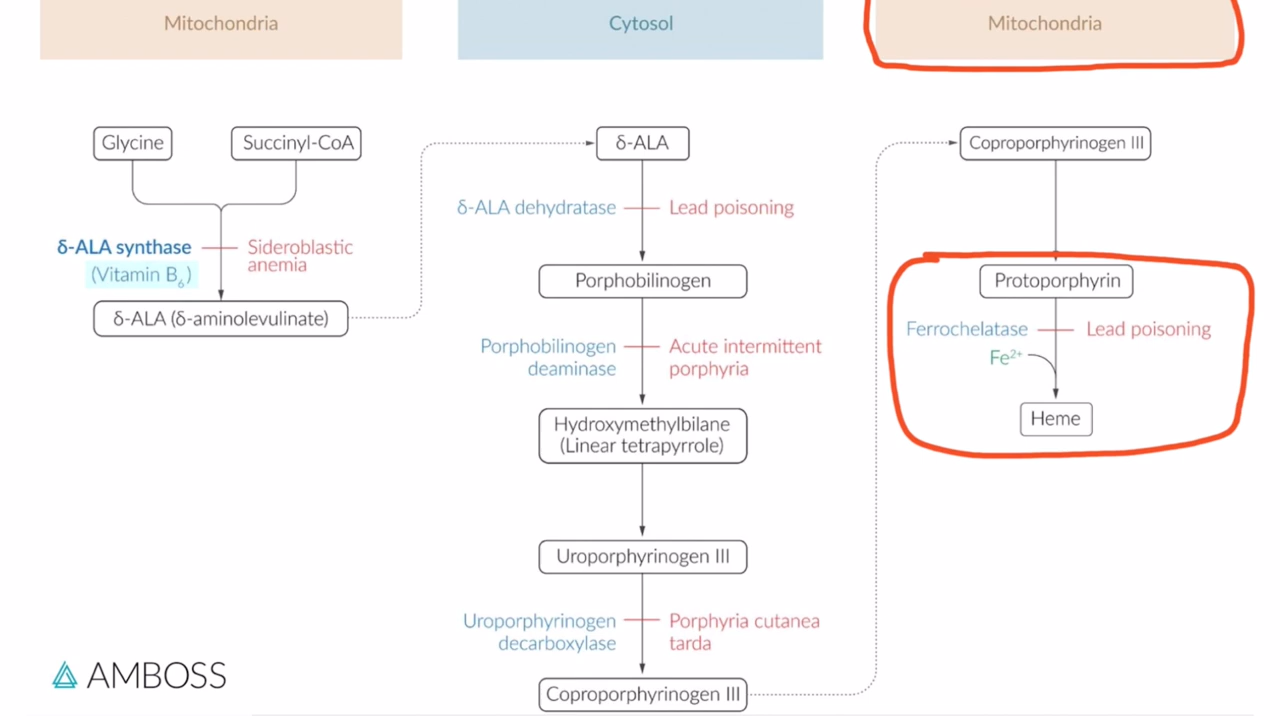 Mitochondria
Cytosol
Mitochondria
Glycine
Succinyl-CoA
δ-ALA synthase
(Vitamin B₆)
Sideroblastic
anemia
δ-ALA (δ-aminolevulinate)
δ-ALA
δ-ALA dehydratase
Lead poisoning
Porphobilinogen
Porphobilinogen
deaminase
Acute intermittent
porphyria
Hydroxymethylbilane
(Linear tetrapyrrole)
Uroporphyrinogen III
Uroporphyrinogen
decarboxylase
Porphyria cutanea
tarda
Coproporphyrinogen III
Coproporphyrinogen III
Protoporphyrin
Ferrochelatase
Lead poisoning
Fe²⁺
Heme
AMBOSS